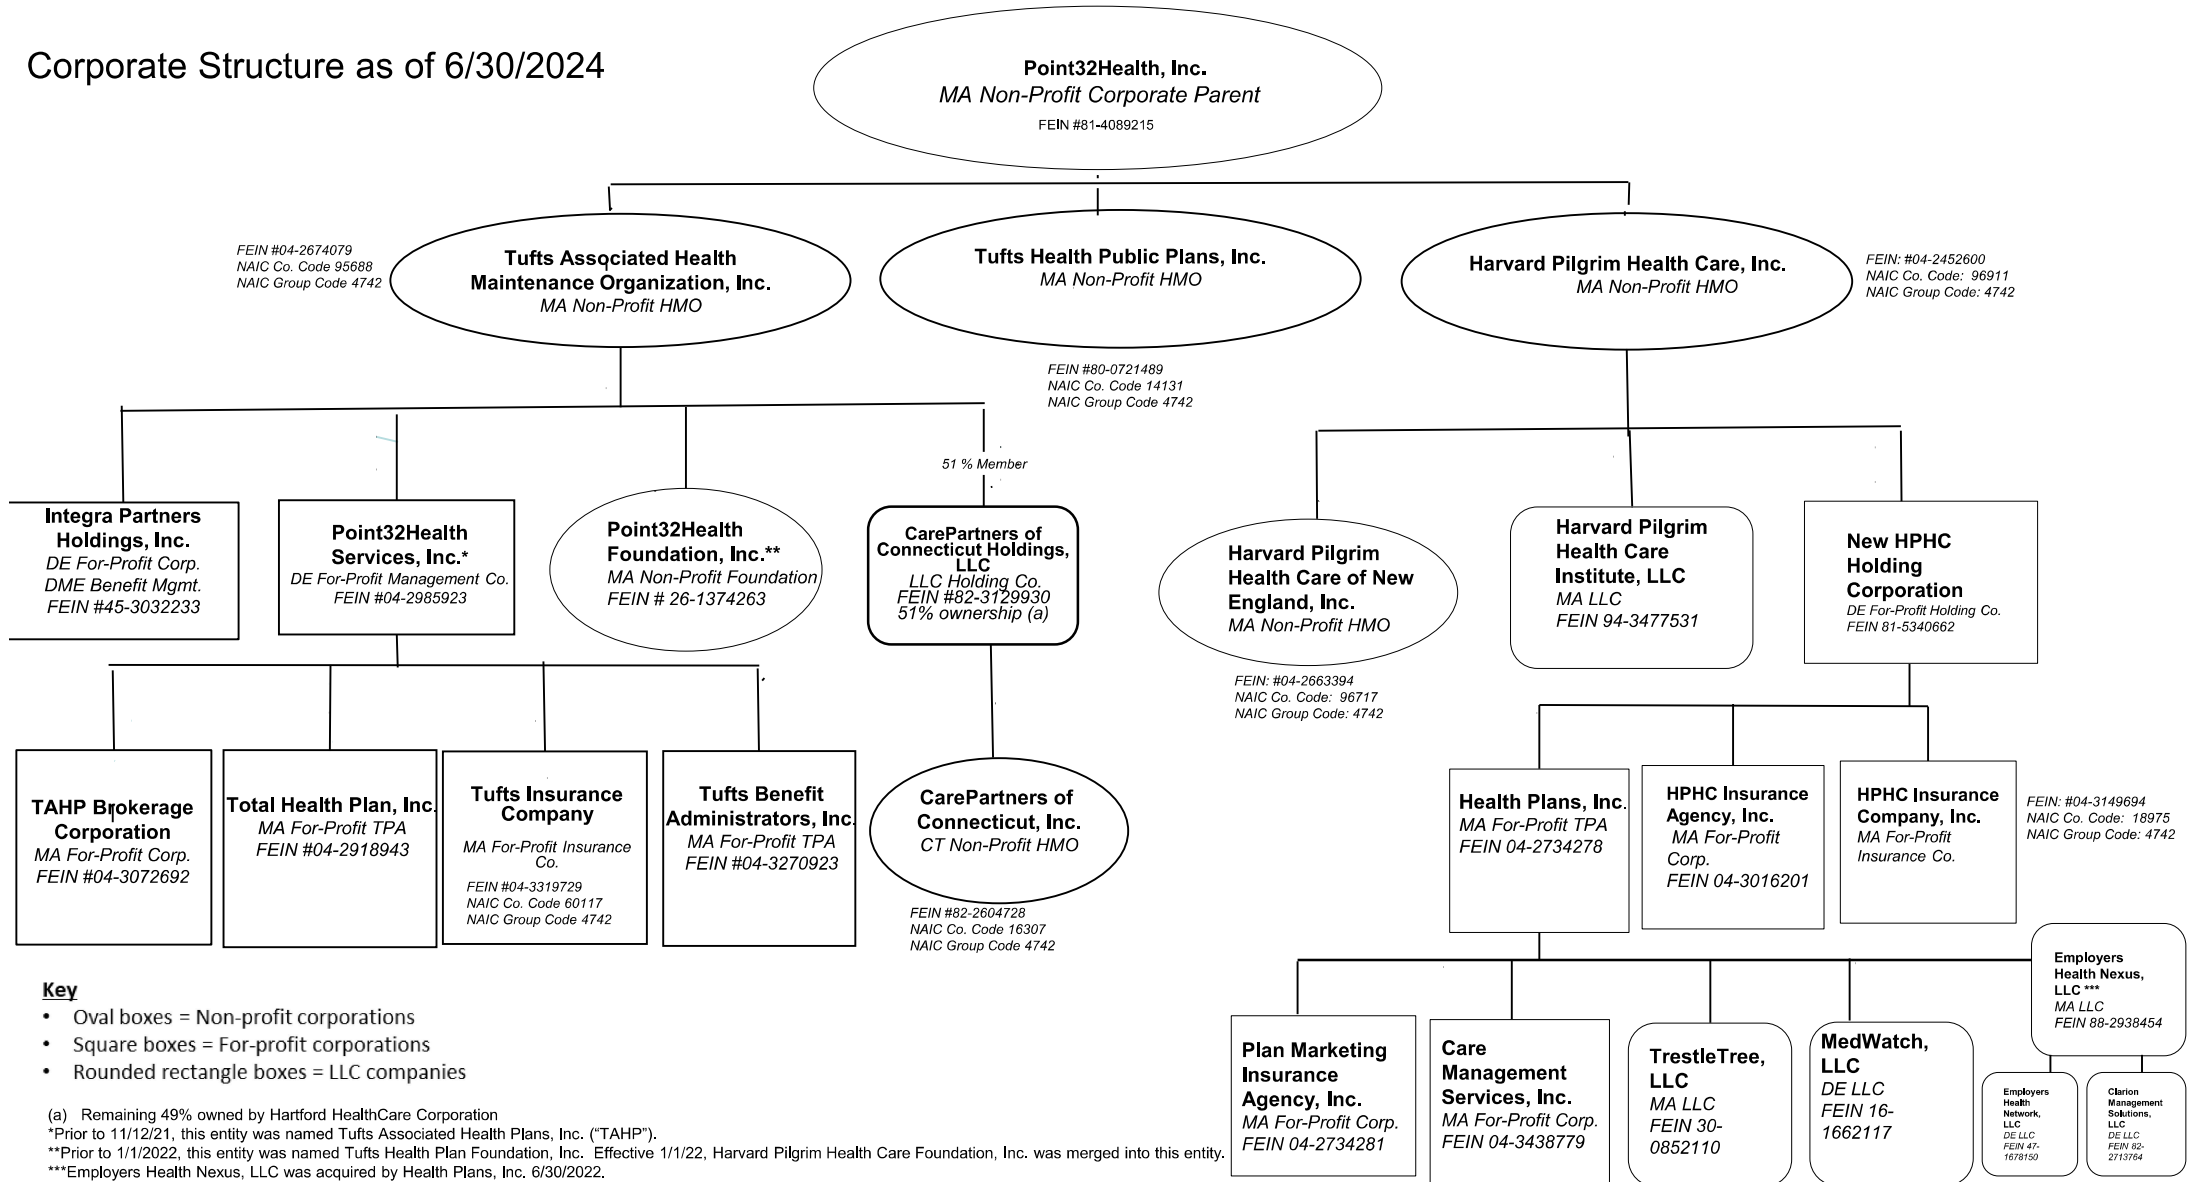 Corporate Structure as of 6/30/2024
Point32Health, Inc.
MA Non-Profit Corporate Parent
FEIN #81-4089215
FEIN #04-2674079
NAIC Co. Code 95688
NAIC Group Code 4742
Tufts Associated Health
Maintenance Organization, Inc.
MA Non-Profit HMO
Tufts Health Public Plans, Inc.
MA Non-Profit HMO
FEIN #80-0721489
NAIC Co. Code 14131
NAIC Group Code 4742
Harvard Pilgrim Health Care, Inc.
MA Non-Profit HMO
FEIN: #04-2452600
NAIC Co. Code: 96911
NAIC Group Code: 4742
51 % Member
Integra Partners
Holdings, Inc.
DE For-Profit Corp.
DME Benefit Mgmt.
FEIN #45-3032233
Point32Health
Services, Inc.*
DE For-Profit Management Co.
FEIN #04-2985923
Point32Health
Foundation, Inc.**
MA Non-Profit Foundation
FEIN # 26-1374263
CarePartners of
Connecticut Holdings,
LLC
LLC Holding Co.
FEIN #82-3129930
51% ownership (a)
Harvard Pilgrim
Health Care of New
England, Inc.
MA Non-Profit HMO
FEIN: #04-2663394
NAIC Co. Code: 96717
NAIC Group Code: 4742
Harvard Pilgrim
Health Care
Institute, LLC
MA LLC
FEIN 94-3477531
New HPHC
Holding
Corporation
DE For-Profit Holding Co.
FEIN 81-5340662
TAHP Brokerage
Corporation
MA For-Profit Corp.
FEIN #04-3072692
Total Health Plan, Inc.
MA For-Profit TPA
FEIN #04-2918943
Tufts Insurance
Company
MA For-Profit Insurance
Co.
FEIN #04-3319729
NAIC Co. Code 60117
NAIC Group Code 4742
Tufts Benefit
Administrators, Inc.
MA For-Profit TPA
FEIN #04-3270923
CarePartners of
Connecticut, Inc.
CT Non-Profit HMO
FEIN #82-2604728
NAIC Co. Code 16307
NAIC Group Code 4742
Health Plans, Inc.
MA For-Profit TPA
FEIN 04-2734278
HPHC Insurance
Agency, Inc.
MA For-Profit
Corp.
FEIN 04-3016201
HPHC Insurance
Company, Inc.
MA For-Profit
Insurance Co.
FEIN: #04-3149694
NAIC Co. Code: 18975
NAIC Group Code: 4742
Plan Marketing
Insurance
Agency, Inc.
MA For-Profit Corp.
FEIN 04-2734281
Care
Management
Services, Inc.
MA For-Profit Corp.
FEIN 04-3438779
TrestleTree,
LLC
MA LLC
FEIN 30-
0852110
MedWatch,
LLC
DE LLC
FEIN 16-
1662117
Employers
Health Nexus,
LLC ***
MA LLC
FEIN 88-2938454
Employers
Health
Network,
LLC
DE LLC
FEIN 47-
1678150
Clarion
Management
Solutions,
LLC
DE LLC
FEIN 82-
2713764
Key
• Oval boxes = Non-profit corporations
• Square boxes = For-profit corporations
• Rounded rectangle boxes = LLC companies
(a) Remaining 49% owned by Hartford HealthCare Corporation
*Prior to 11/12/21, this entity was named Tufts Associated Health Plans, Inc. (“TAHP”).
**Prior to 1/1/2022, this entity was named Tufts Health Plan Foundation, Inc. Effective 1/1/22, Harvard Pilgrim Health Care Foundation, Inc. was merged into this entity.
***Employers Health Nexus, LLC was acquired by Health Plans, Inc. 6/30/2022.